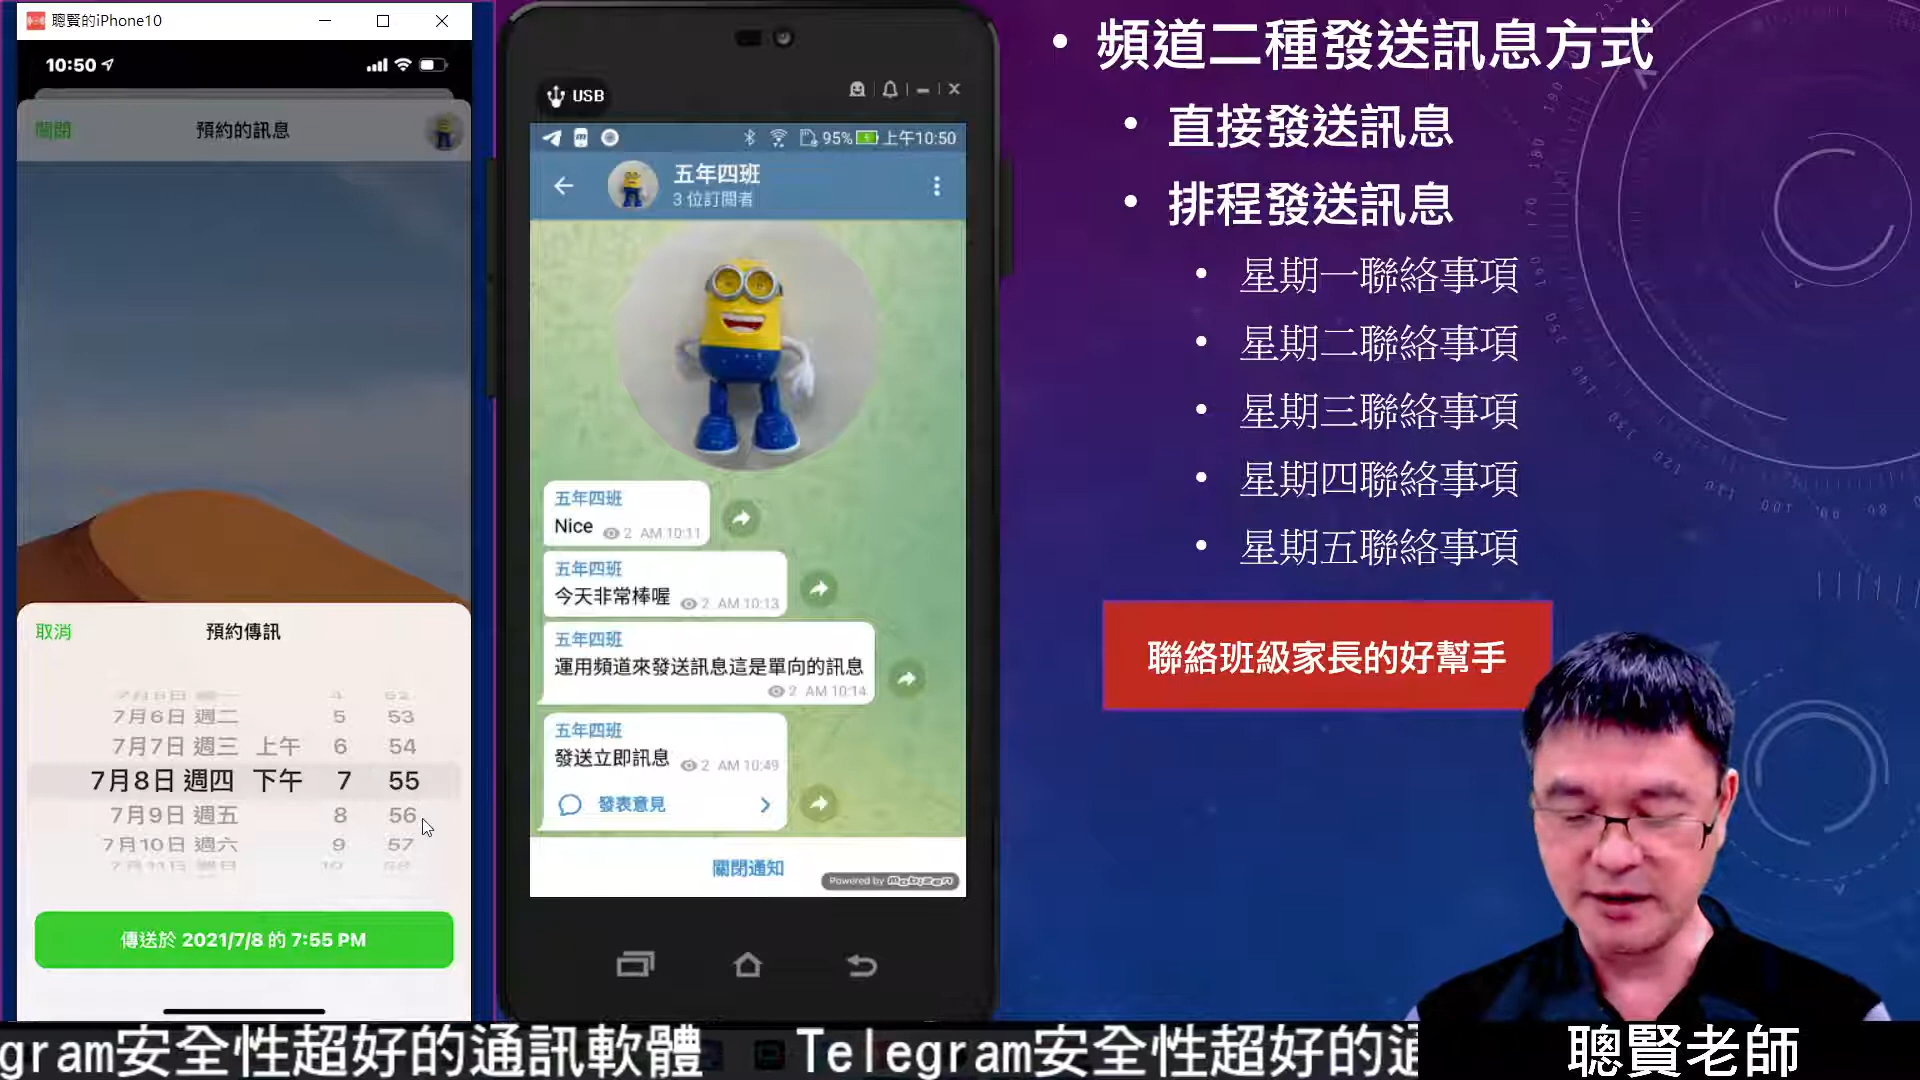 聰賢的iPhone10
10:50
關閉
預約的訊息
取消
預約傳訊
7月6日 週二 5 53
7月7日 週三 上午 6 54
7月8日 週四 下午 7 55
7月9日 週五 8 56
7月10日 週六 9 57
傳送於 2021/7/8 的 7:55 PM
USB
95% 上午10:50
五年四班
3 位訂閱者
五年四班
Nice 2 AM 10:11
五年四班
今天非常棒喔 2 AM 10:13
五年四班
運用頻道來發送訊息這是單向的訊息
2 AM 10:14
五年四班
發送立即訊息 2 AM 10:49
發表意見
關閉通知
Powered by Mobizen
• 頻道二種發送訊息方式
• 直接發送訊息
• 排程發送訊息
• 星期一聯絡事項
• 星期二聯絡事項
• 星期三聯絡事項
• 星期四聯絡事項
• 星期五聯絡事項
聯絡班級家長的好幫手
gram安全性超好的通訊軟體 Telegram安全性超好的
聰賢老師